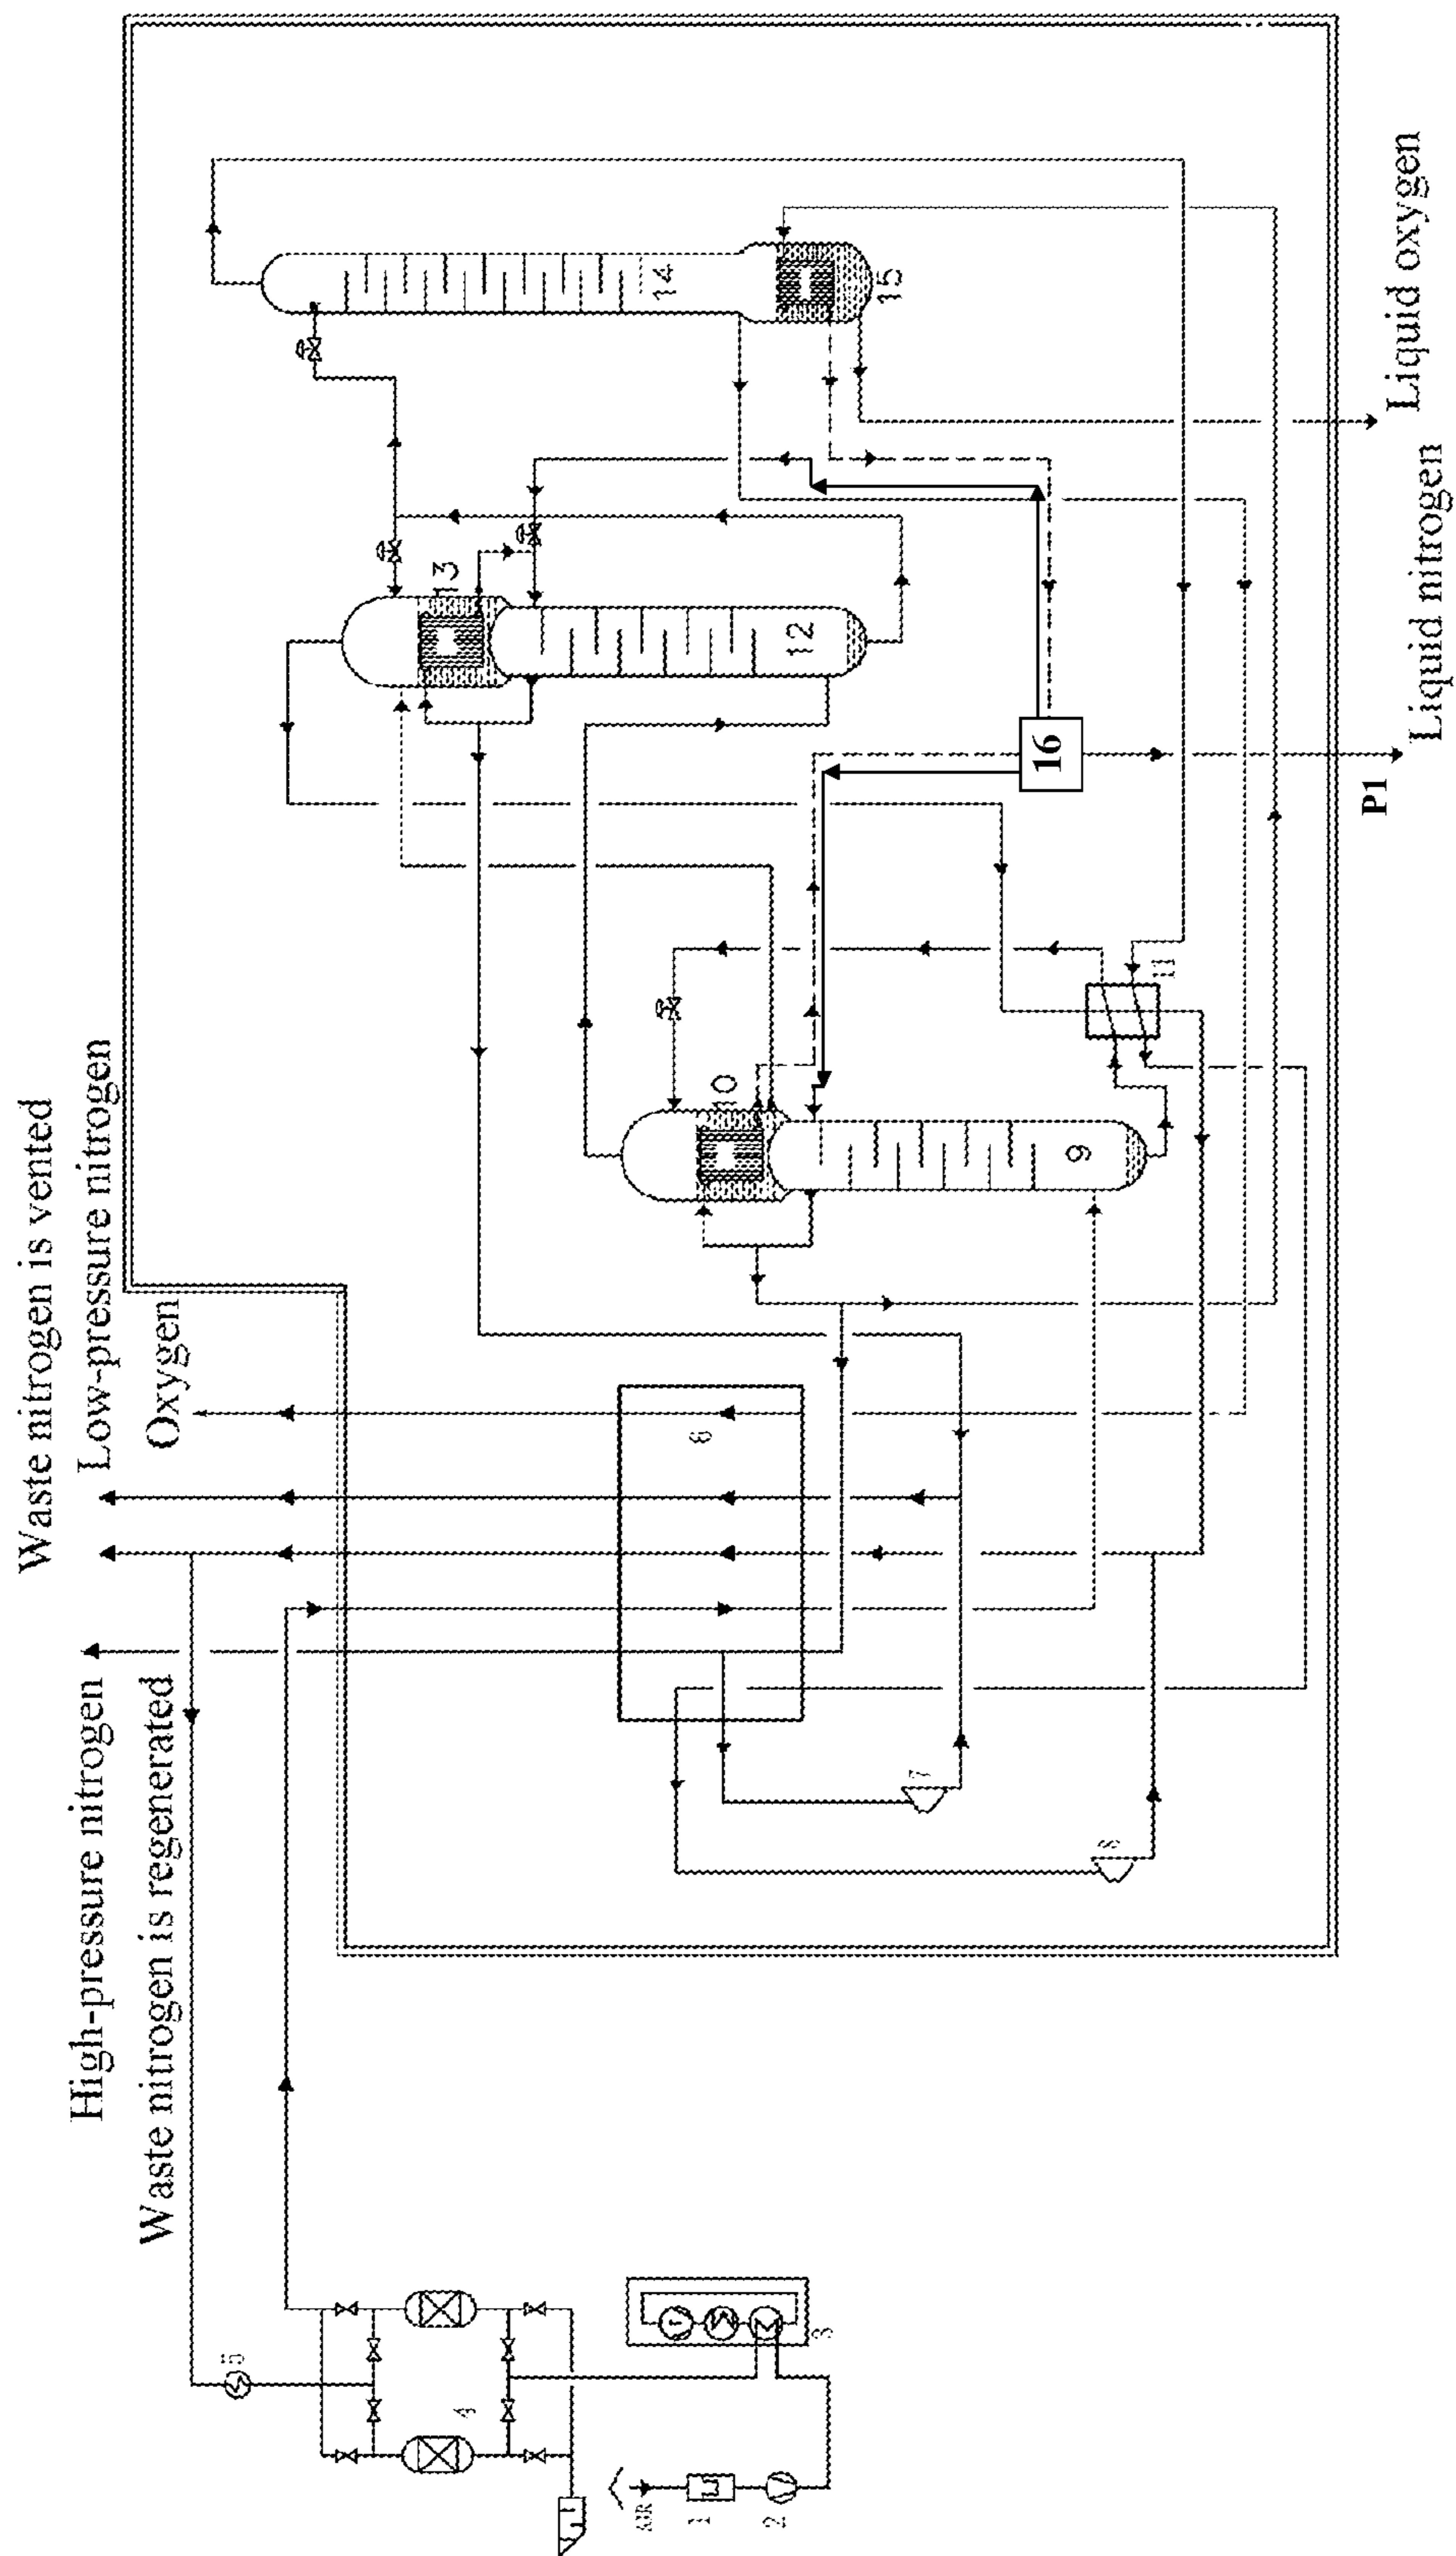 Waste nitrogen is vented
Low-pressure nitrogen
Oxygen
High-pressure nitrogen
Waste nitrogen is regenerated
Liquid oxygen
Liquid nitrogen
P1
AIR
1
2
3
4
5
6
7
8
9
10
11
12
13
14
15
16